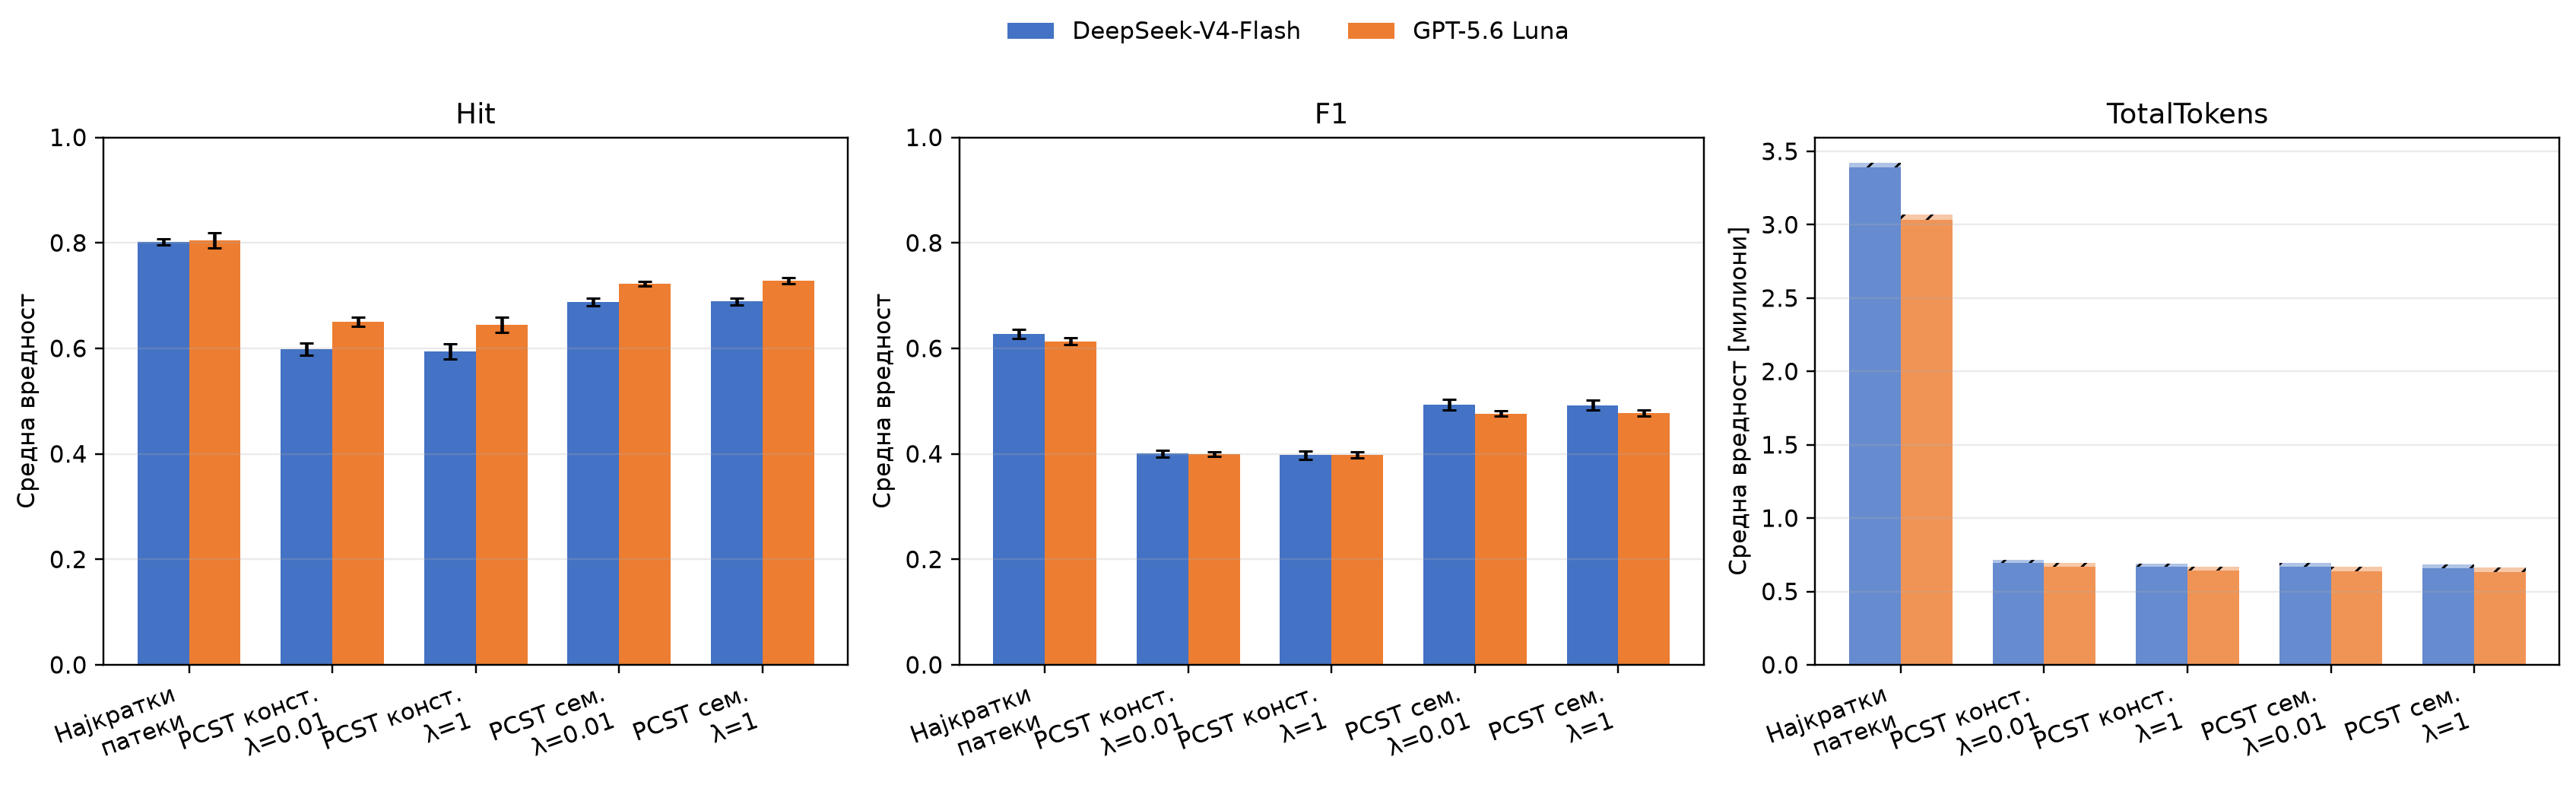 DeepSeek-V4-Flash GPT-5.6 Luna
Hit
Средна вредност
1.0
0.8
0.6
0.4
0.2
0.0
Најкратки
патеки
PCST конст.
λ=0.01
PCST конст.
λ=1
PCST сем.
λ=0.01
PCST сем.
λ=1
F1
Средна вредност
1.0
0.8
0.6
0.4
0.2
0.0
Најкратки
патеки
PCST конст.
λ=0.01
PCST конст.
λ=1
PCST сем.
λ=0.01
PCST сем.
λ=1
TotalTokens
Средна вредност [милиони]
3.5
3.0
2.5
2.0
1.5
1.0
0.5
0.0
Најкратки
патеки
PCST конст.
λ=0.01
PCST конст.
λ=1
PCST сем.
λ=0.01
PCST сем.
λ=1